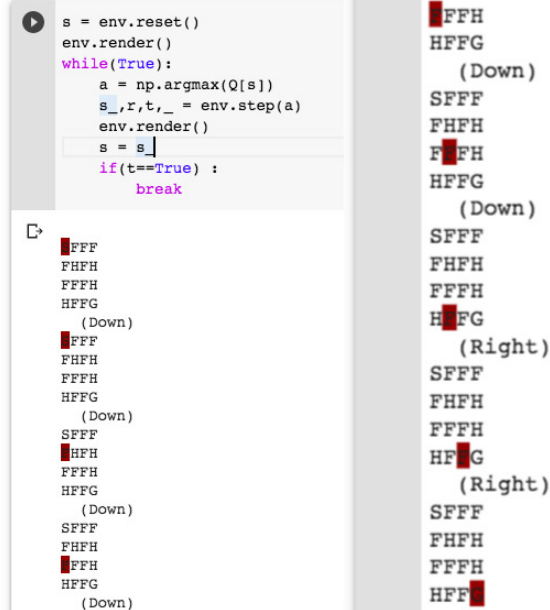 s = env.reset()
env.render()
while(True):
    a = np.argmax(Q[s])
    s_,r,t,_ = env.step(a)
    env.render()
    s = s_
    if(t==True) :
        break
SFFF
FHFH
FFFH
HFFG
(Down)
SFFF
FHFH
FFFH
HFFG
(Down)
SFFF
FHFH
FFFH
HFFG
(Down)
SFFF
FHFH
FFFH
HFFG
(Down)
FFFH
HFFG
(Down)
SFFF
FHFH
FFFH
HFFG
(Down)
SFFF
FHFH
FFFH
HFFG
(Right)
SFFF
FHFH
FFFH
HFFG
(Right)
SFFF
FHFH
FFFH
HFFG